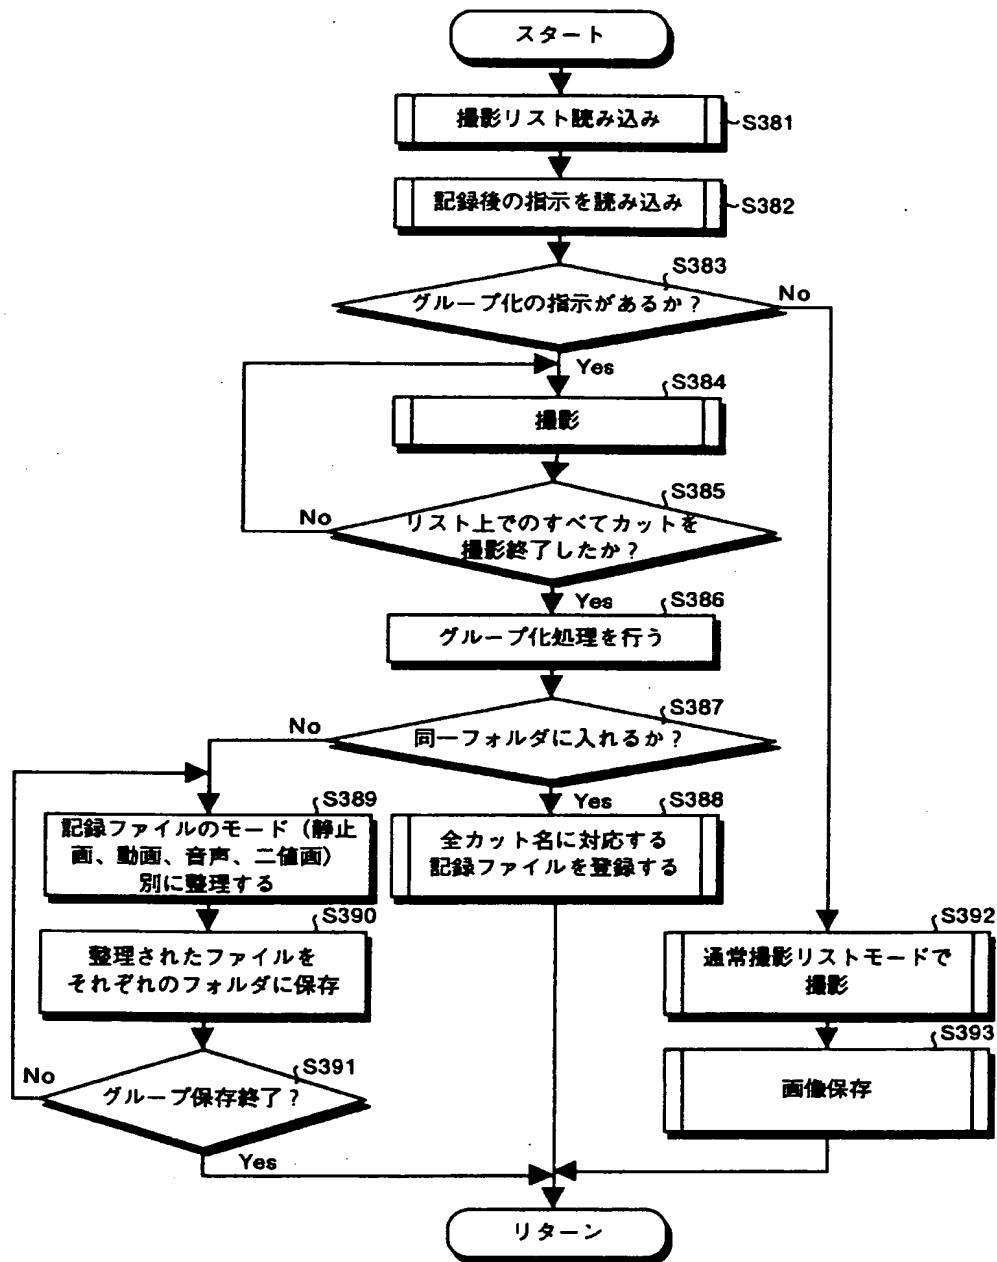 スタート
撮影リスト読み込み
S381
記録後の指示を読み込み
S382
S383
グループ化の指示があるか？
No
Yes
S384
撮影
S385
No
リスト上でのすべてカットを
撮影終了したか？
Yes
S386
グループ化処理を行う
S387
No
同一フォルダに入れるか？
Yes
S389
記録ファイルのモード（静止
画、動画、音声、二値画）
別に整理する
S388
全カット名に対応する
記録ファイルを登録する
S390
整理されたファイルを
それぞれのフォルダに保存
S392
通常撮影リストモードで
撮影
S391
No
グループ保存終了？
Yes
S393
画像保存
リターン